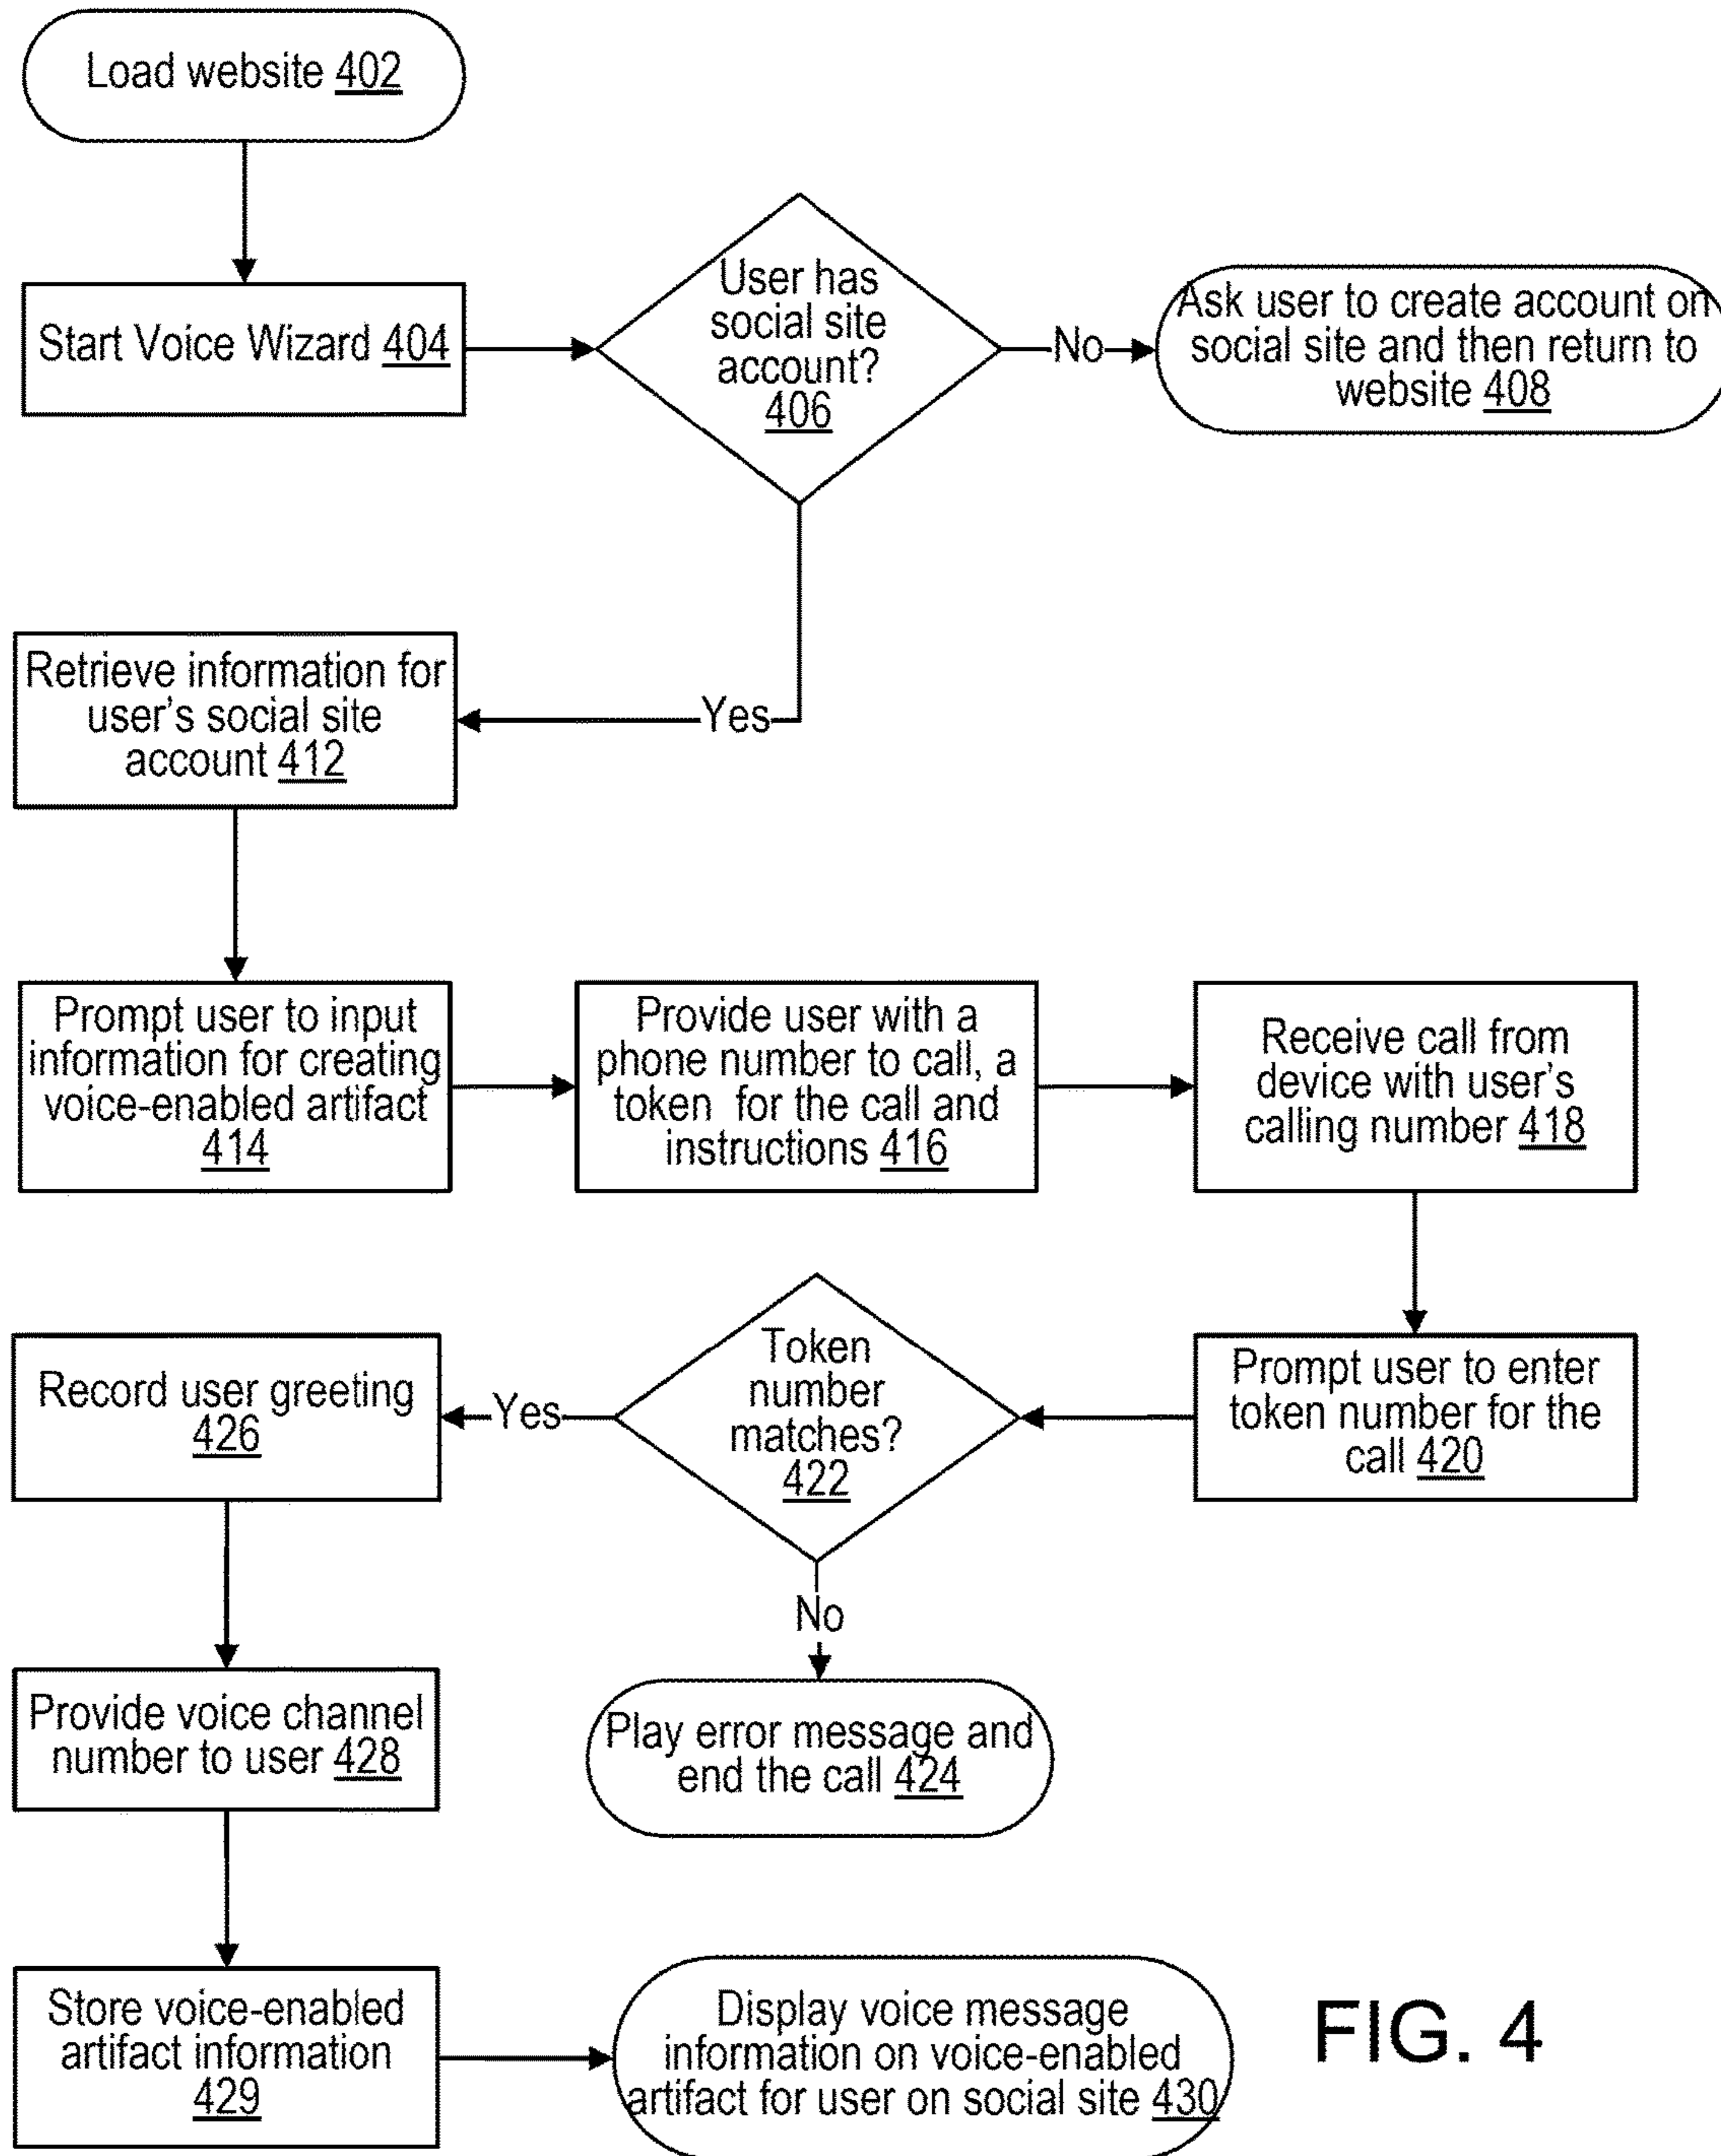 Load website 402
Start Voice Wizard 404
User has
social site
account?
406
No
Ask user to create account on
social site and then return to
website 408
Yes
Retrieve information for
user's social site
account 412
Prompt user to input
information for creating
voice-enabled artifact
414
Provide user with a
phone number to call, a
token for the call and
instructions 416
Receive call from
device with user's
calling number 418
Prompt user to enter
token number for the
call 420
Token
number
matches?
422
Yes
Record user greeting
426
No
Play error message and
end the call 424
Provide voice channel
number to user 428
Store voice-enabled
artifact information
429
Display voice message
information on voice-enabled
artifact for user on social site 430
FIG. 4